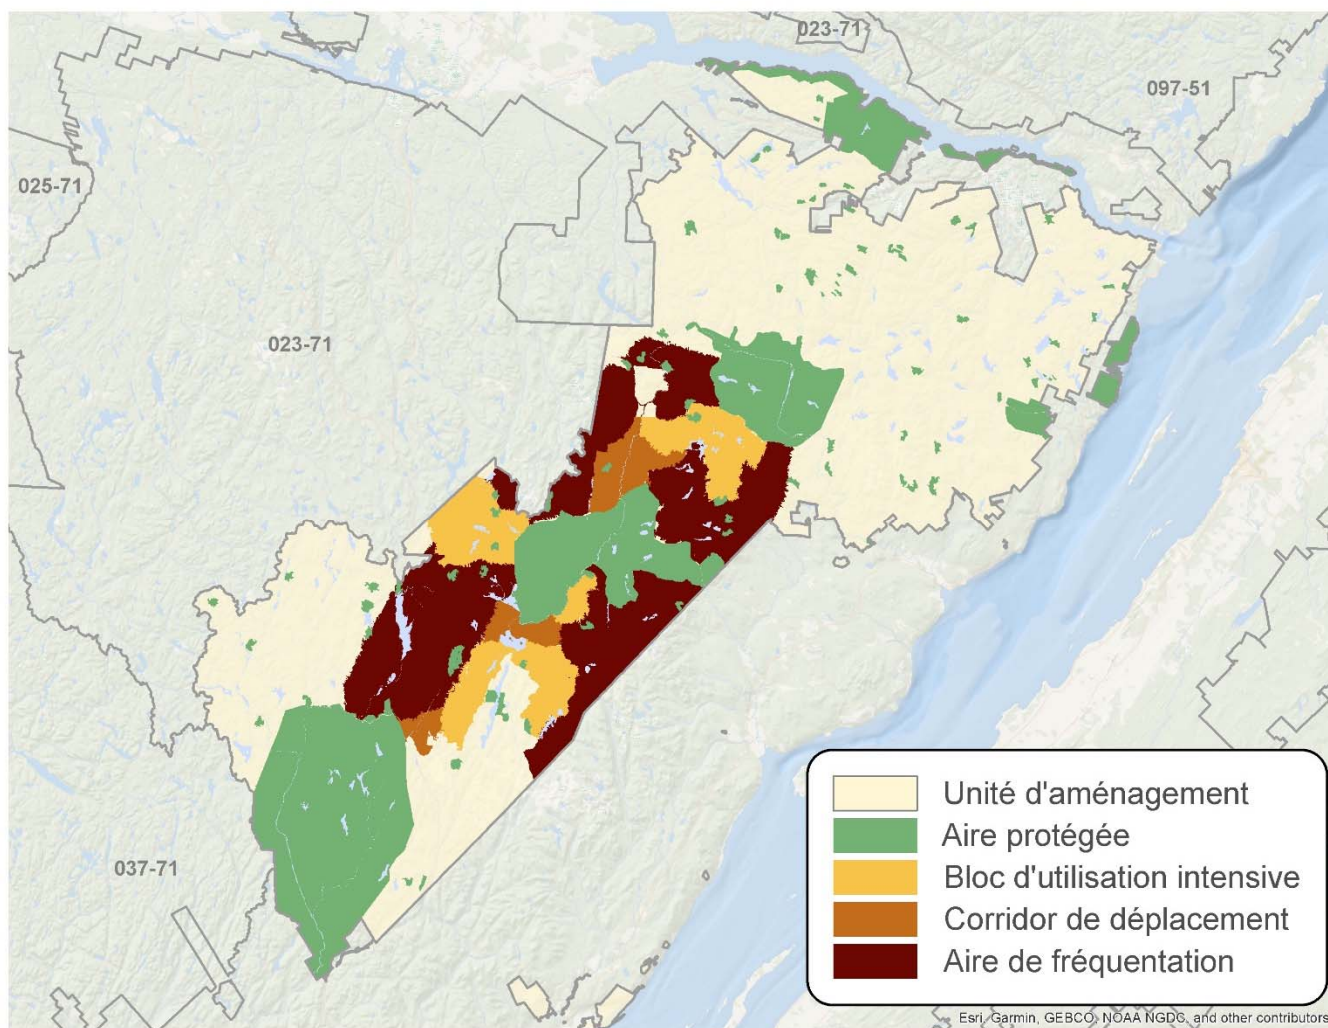 023-71
097-51
025-71
023-71
037-71
Unité d'aménagement
Aire protégée
Bloc d'utilisation intensive
Corridor de déplacement
Aire de fréquentation
Esri, Garmin, GEBCO, NOAA NGDC, and other contributors